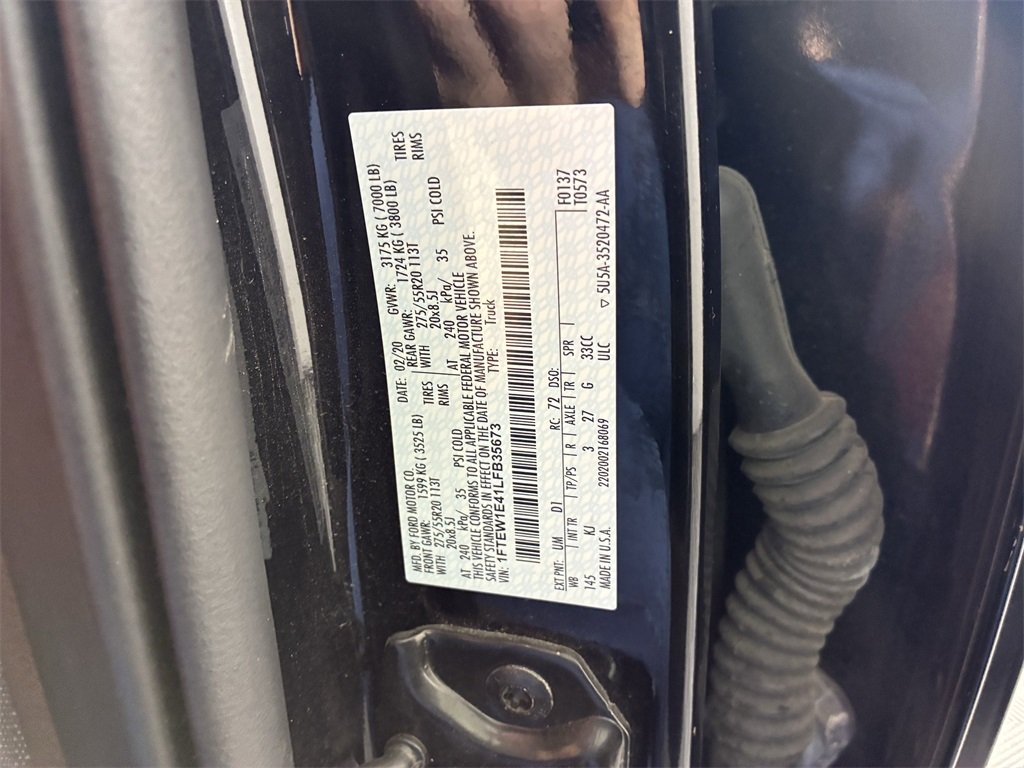 MFD. BY FORD MOTOR CO.
DATE: 02/20 GVWR: 3175 KG ( 7000 LB)
FRONT GAWR: 1599 KG ( 3525 LB) REAR GAWR: 1724 KG ( 3800 LB)
WITH 275/55R20 113T TIRES WITH 275/55R20 113T TIRES
20x8.5J RIMS 20x8.5J RIMS
AT 240 kPa/ 35 PSI COLD AT 240 kPa/ 35 PSI COLD
THIS VEHICLE CONFORMS TO ALL APPLICABLE FEDERAL MOTOR VEHICLE
SAFETY STANDARDS IN EFFECT ON THE DATE OF MANUFACTURE SHOWN ABOVE.
VIN: 1FTEW1E41LFB35673 TYPE: Truck
F0137
EXT PNT: UM D1 RC: 72 DSO: T0573
WB INT TR TP/PS R AXLE TR SPR
145 KJ 3 27 G 33CC
MADE IN U.S.A. 2202002168069 ULC ▽ 5U5A-3520472-AA